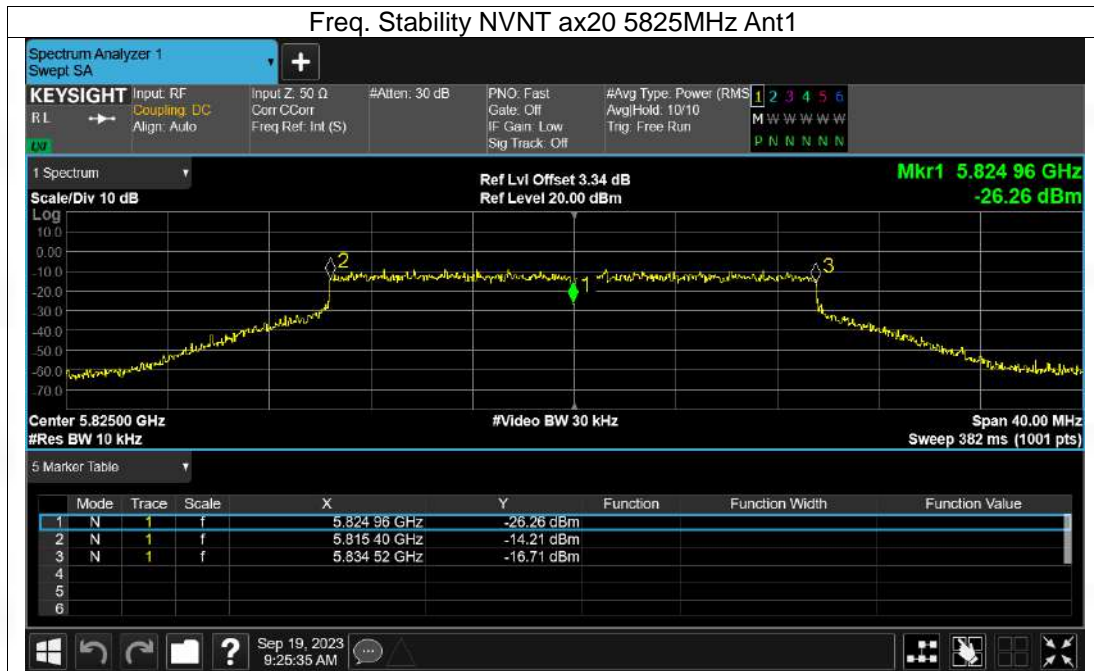 Freq. Stability NVNT ax20 5825MHz Ant1
Spectrum Analyzer 1
Swept SA
KEYSIGHT
R L
LXI
Input: RF
Coupling: DC
Align: Auto
Input Z: 50 Ω
Corr CCorr
Freq Ref: Int (S)
#Atten: 30 dB
PNO: Fast
Gate: Off
IF Gain: Low
Sig Track: Off
#Avg Type: Power (RMS
Avg|Hold: 10/10
Trig: Free Run
1 2 3 4 5 6
M W W W W W
P N N N N N
1 Spectrum
Scale/Div 10 dB
Ref Lvl Offset 3.34 dB
Ref Level 20.00 dBm
Mkr1 5.824 96 GHz
-26.26 dBm
Log
10.0
0.00
-10.0
-20.0
-30.0
-40.0
-50.0
-60.0
-70.0
2
1
3
Center 5.82500 GHz
#Video BW 30 kHz
Span 40.00 MHz
#Res BW 10 kHz
Sweep 382 ms (1001 pts)
5 Marker Table
Mode Trace Scale X Y Function Function Width Function Value
1 N 1 f 5.824 96 GHz -26.26 dBm
2 N 1 f 5.815 40 GHz -14.21 dBm
3 N 1 f 5.834 52 GHz -16.71 dBm
4
5
6
?
Sep 19, 2023
9:25:35 AM